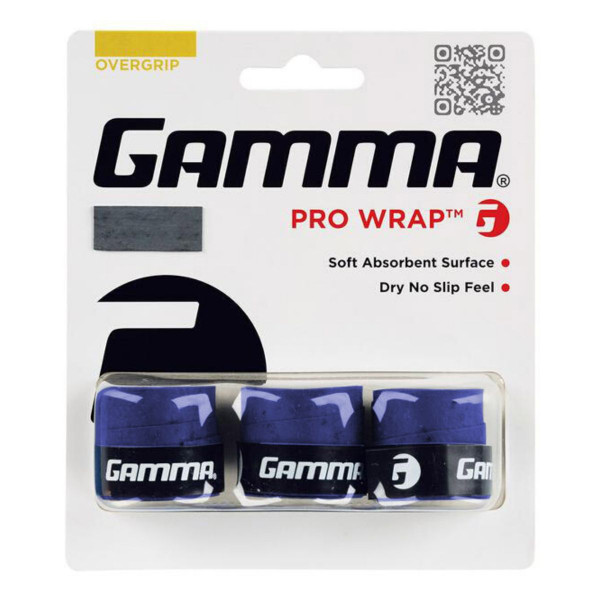 OVERGRIP
GAMMA®
PRO WRAP™ G
Soft Absorbent Surface
Dry No Slip Feel
GAMMA®
GAMMA
G GA